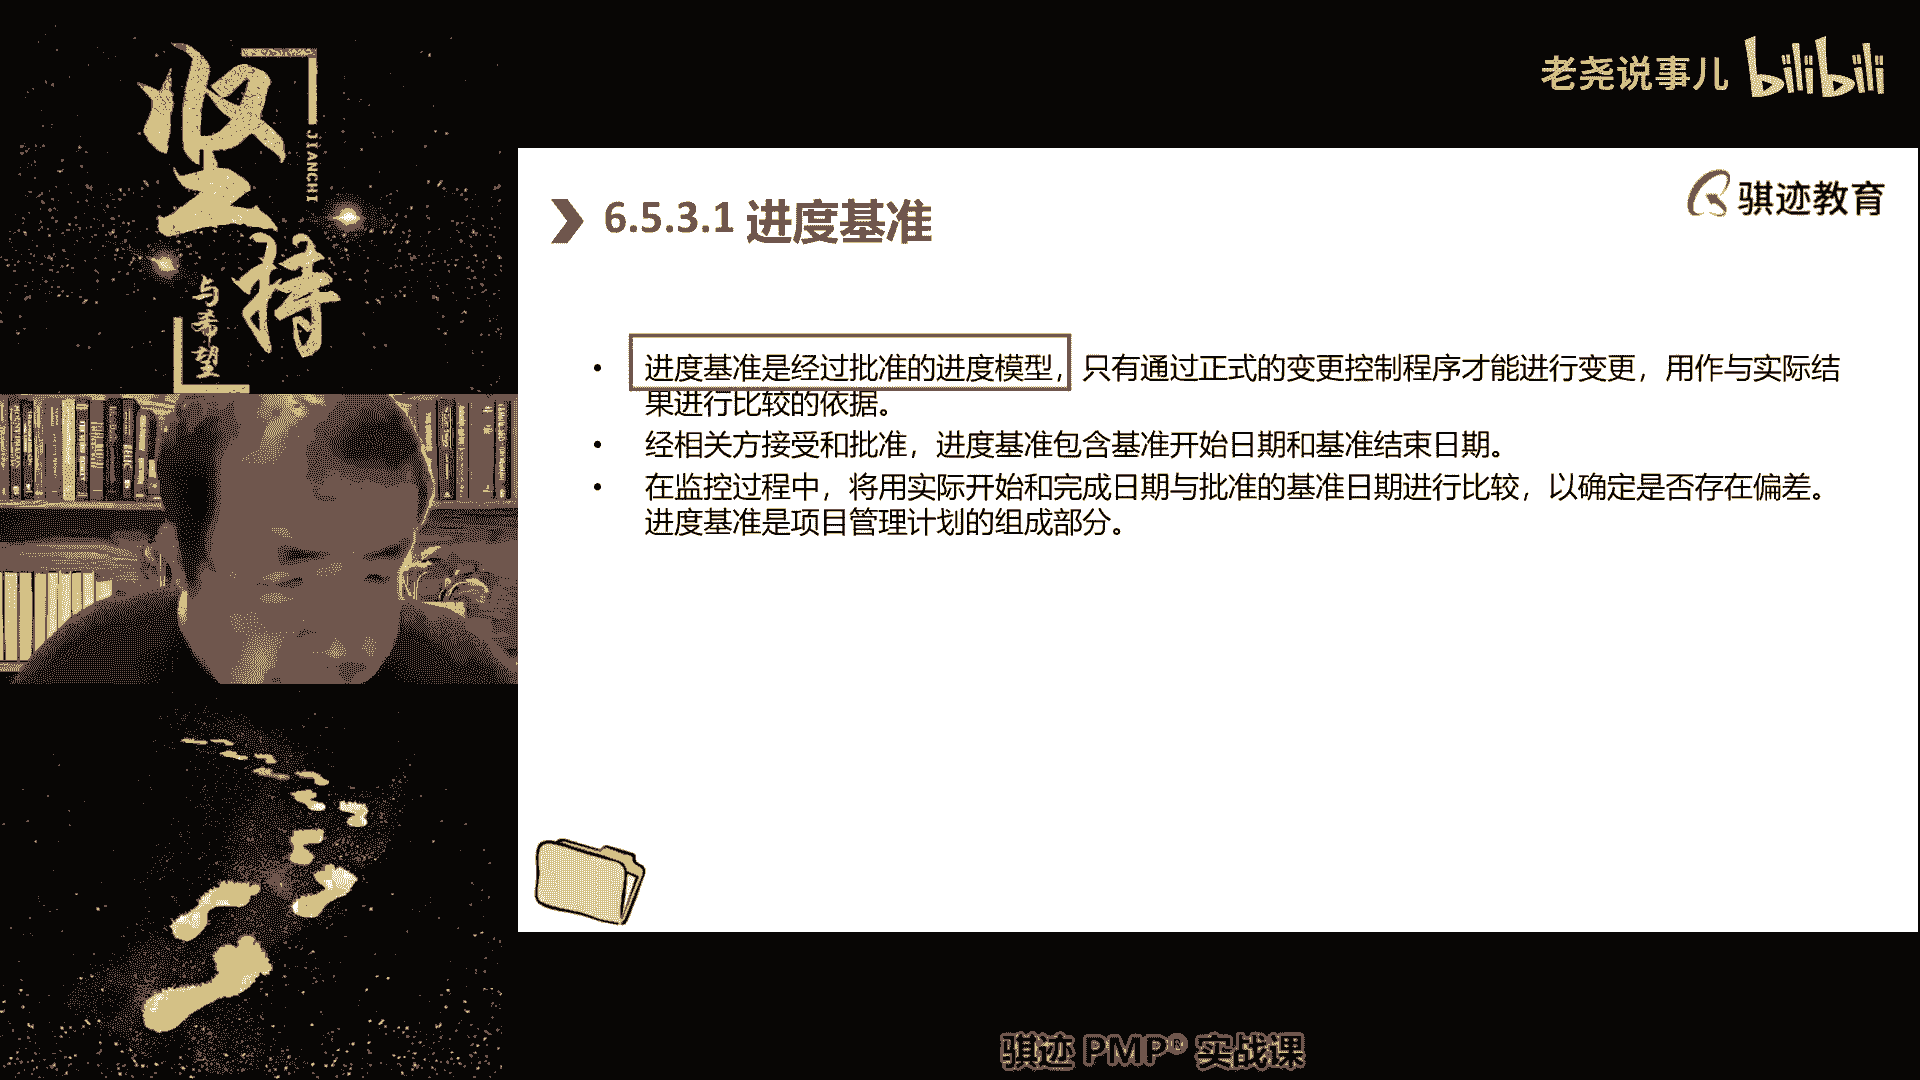 坚持
JIANCHI
与希望
老尧说事儿 bilibili
骐迹教育
6.5.3.1 进度基准
• 进度基准是经过批准的进度模型，只有通过正式的变更控制程序才能进行变更，用作与实际结
果进行比较的依据。
• 经相关方接受和批准，进度基准包含基准开始日期和基准结束日期。
• 在监控过程中，将用实际开始和完成日期与批准的基准日期进行比较，以确定是否存在偏差。
进度基准是项目管理计划的组成部分。
骐迹 PMP® 实战课